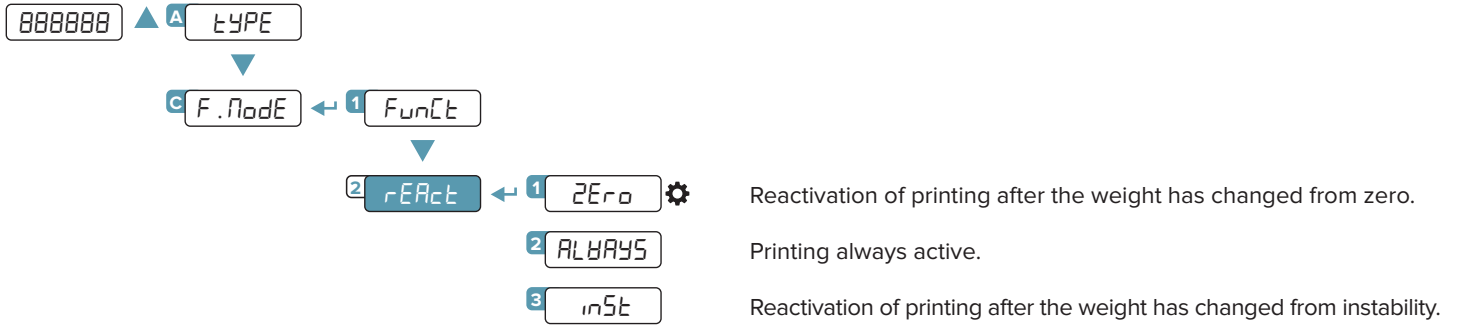 888888 A tYPE
C F.ModE 1 FunCt
2 rEAct 1 ZEro Reactivation of printing after the weight has changed from zero.
2 ALWAYS Printing always active.
3 inSt Reactivation of printing after the weight has changed from instability.